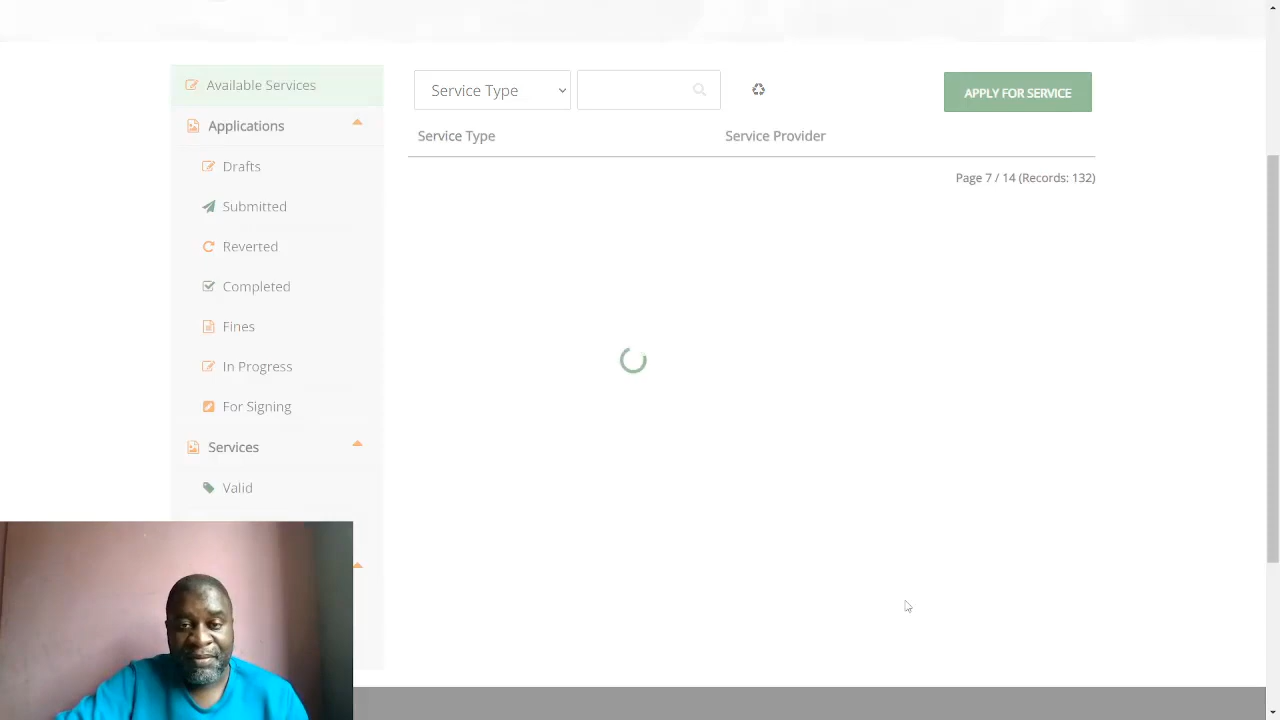 Available Services
Service Type
APPLY FOR SERVICE
Applications
Service Type Service Provider
Drafts
Page 7 / 14 (Records: 132)
Submitted
Reverted
Completed
Fines
In Progress
For Signing
Services
Valid